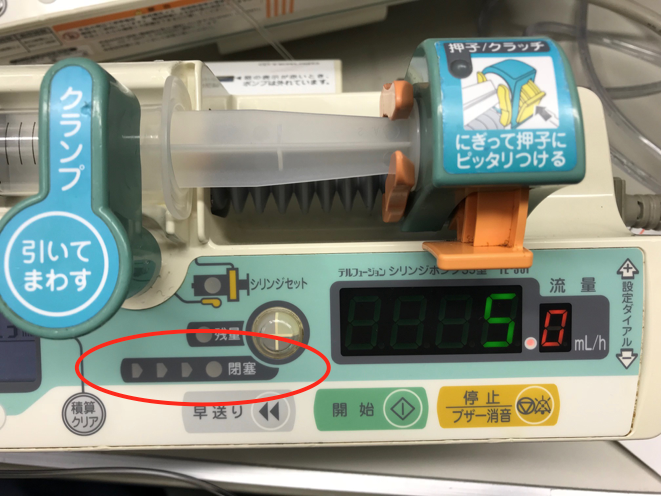 押子/クラッチ
にぎって押子に
ピッタリつける
クランプ
引いて
まわす
テルフュージョン シリンジポンプ
シリンジセット
流量
設定ダイアル
5.0
mL/h
残量
閉塞
積算
クリア
早送り
開始
停止
ブザー消音